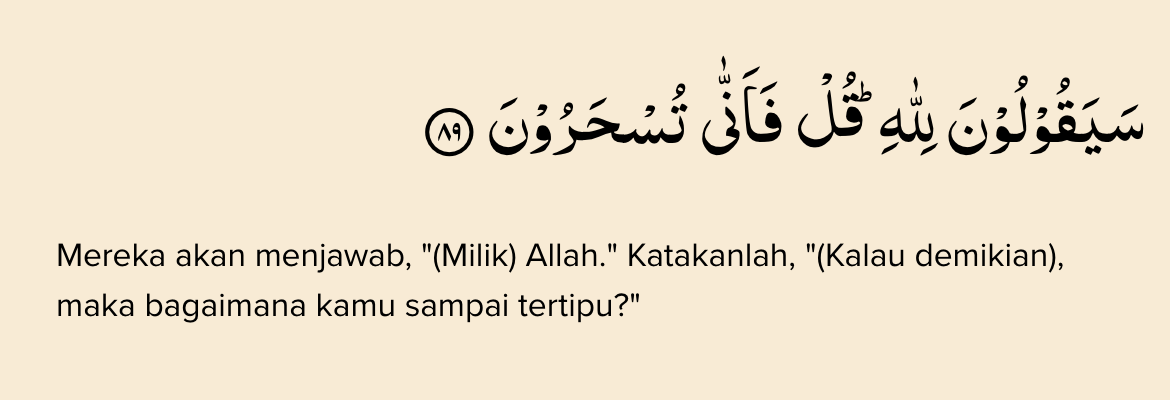 سَيَقُوْلُوْنَ لِلّٰهِ ۗقُلْ فَاَنّٰى تُسْحَرُوْنَ ٨٩
Mereka akan menjawab, "(Milik) Allah." Katakanlah, "(Kalau demikian),
maka bagaimana kamu sampai tertipu?"